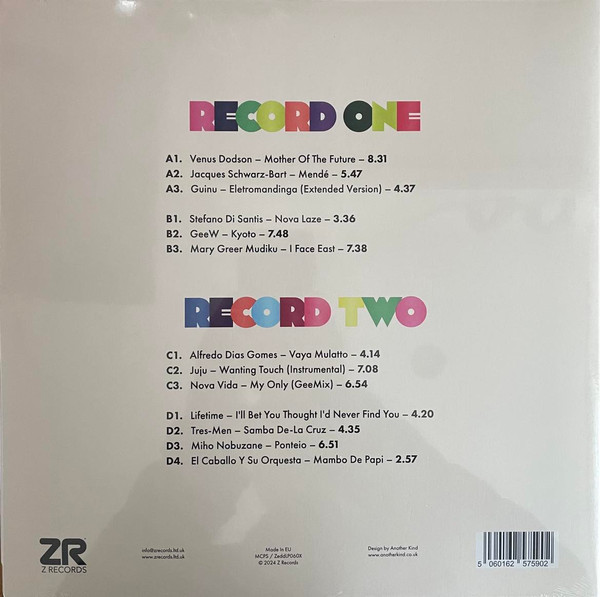 RECORD ONE
A1. Venus Dodson – Mother Of The Future – 8.31
A2. Jacques Schwarz-Bart – Mendé – 5.47
A3. Guinu – Eletromandinga (Extended Version) – 4.37
B1. Stefano Di Santis – Nova Laze – 3.36
B2. GeeW – Kyoto – 7.48
B3. Mary Greer Mudiku – I Face East – 7.38
RECORD TWO
C1. Alfredo Dias Gomes – Vaya Mulatto – 4.14
C2. Juju – Wanting Touch (Instrumental) – 7.08
C3. Nova Vida – My Only (GeeMix) – 6.54
D1. Lifetime – I'll Bet You Thought I'd Never Find You – 4.20
D2. Tres-Men – Samba De-La Cruz – 4.35
D3. Miho Nobuzane – Ponteio – 6.51
D4. El Caballo Y Su Orquesta – Mambo De Papi – 2.57
ZR
Z RECORDS
info@zrecords.ltd.uk
www.zrecords.ltd.uk
Made In EU
MCPS / ZeddLP060X
© 2024 Z Records
Design by Another Kind
www.anotherkind.co.uk
5 060162 575902